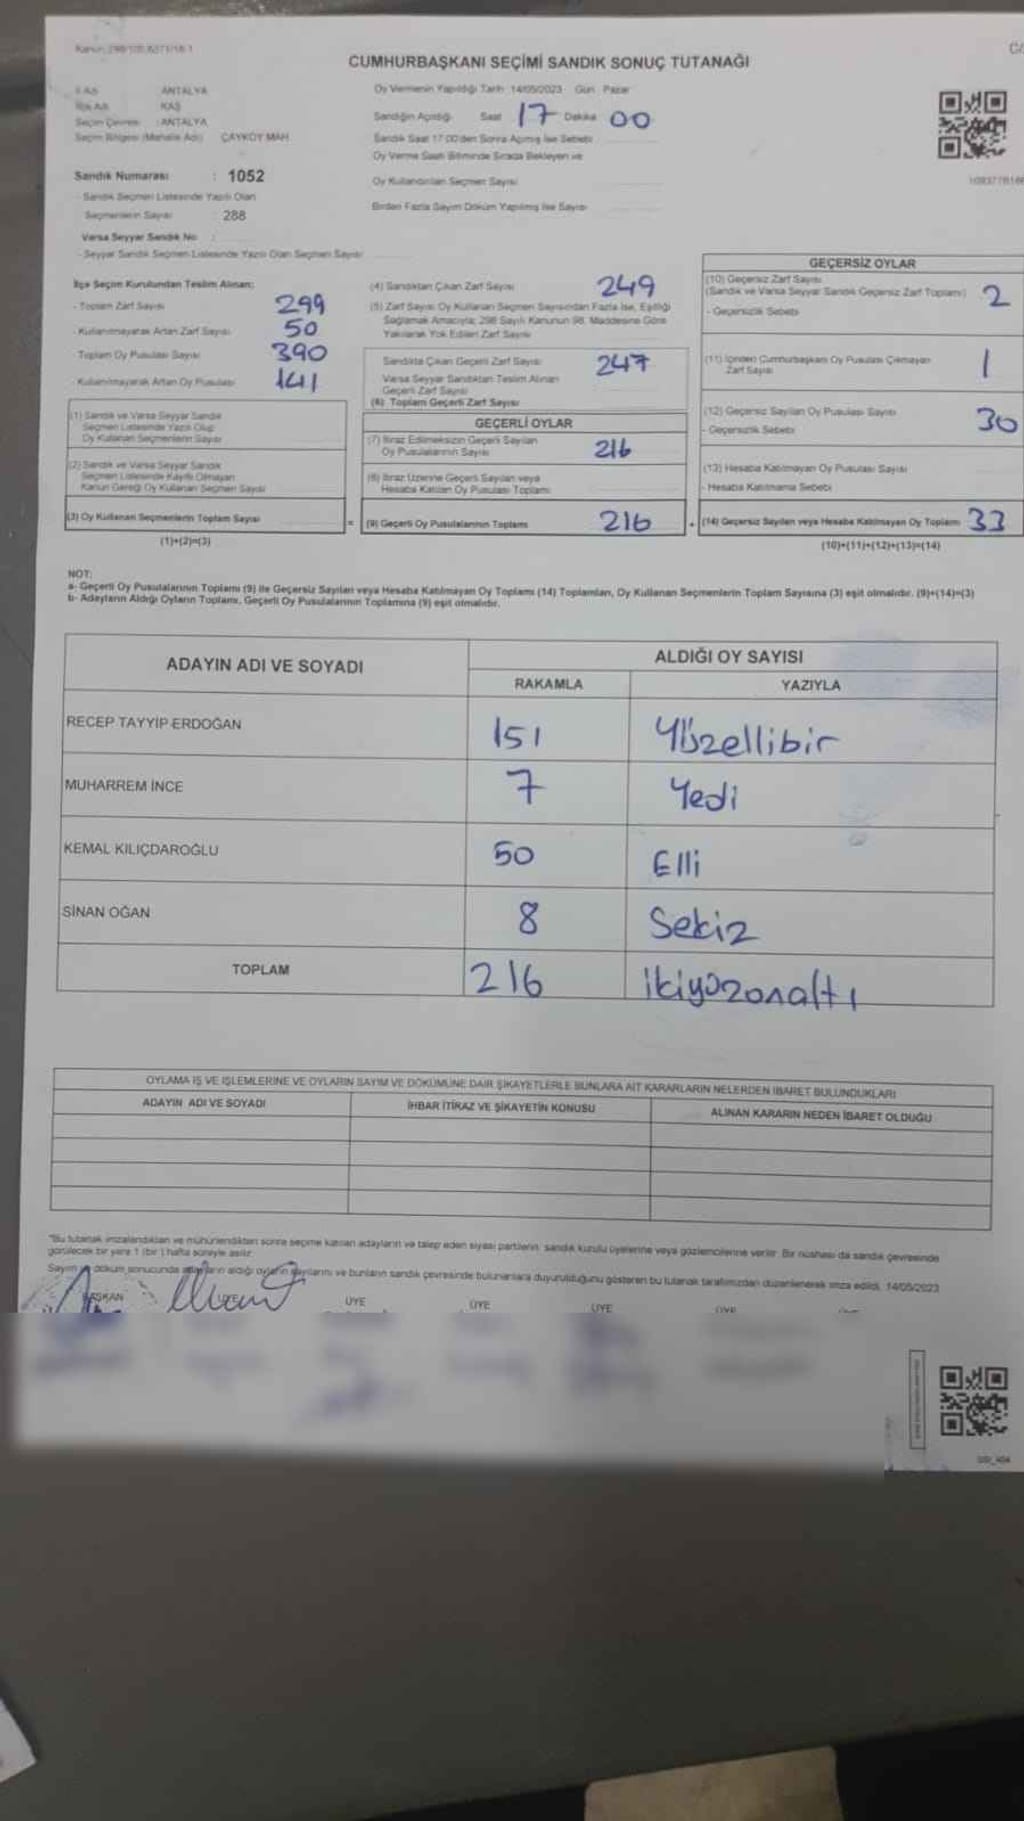 Kanun: 298/105,6271/18-1
CUMHURBAŞKANI SEÇİMİ SANDIK SONUÇ TUTANAĞI
İl Adı ANTALYA
İlçe Adı KAŞ
Seçim Çevresi : ANTALYA
Seçim Bölgesi (Mahalle Adı) ÇAYKÖY MAH
Sandık Numarası : 1052
- Sandık Seçmen Listesinde Yazılı Olan
Seçmenlerin Sayısı : 288
Varsa Seyyar Sandık No :
- Seyyar Sandık Seçmen Listesinde Yazılı Olan Seçmen Sayısı
Oy Vermenin Yapıldığı Tarih: 14/05/2023 Gün: Pazar
Sandığın Açıldığı Saat 17 Dakika 00
Sandık Saat 17:00'den Sonra Açılmış İse Sebebi
Oy Verme Saati Bitiminde Sırada Bekleyen ve
Oy Kullandırılan Seçmen Sayısı
Birden Fazla Sayım Döküm Yapılmış İse Sayısı
İlçe Seçim Kurulundan Teslim Alınan:
- Toplam Zarf Sayısı 299
- Kullanılmayarak Artan Zarf Sayısı 50
- Toplam Oy Pusulası Sayısı 390
- Kullanılmayarak Artan Oy Pusulası 141
(1) Sandık ve Varsa Seyyar Sandık
Seçmen Listesinde Yazılı Olup
Oy Kullanan Seçmenlerin Sayısı
(2) Sandık ve Varsa Seyyar Sandık
Seçmen Listesinde Kayıtlı Olmayan
Kanun Gereği Oy Kullanan Seçmen Sayısı
(3) Oy Kullanan Seçmenlerin Toplam Sayısı
(1)+(2)=(3)
(4) Sandıktan Çıkan Zarf Sayısı 249
(5) Zarf Sayısı Oy Kullanan Seçmen Sayısından Fazla İse, Eşitliği
Sağlamak Amacıyla; 298 Sayılı Kanunun 98. Maddesine Göre
Yakılarak Yok Edilen Zarf Sayısı
Sandıkta Çıkan Geçerli Zarf Sayısı 247
Varsa Seyyar Sandıktan Teslim Alınan
Geçerli Zarf Sayısı
(6) Toplam Geçerli Zarf Sayısı
GEÇERLİ OYLAR
(7) İtiraz Edilmeksizin Geçerli Sayılan
Oy Pusulalarının Sayısı 216
(8) İtiraz Üzerine Geçerli Sayılan veya
Hesaba Katılan Oy Pusulası Toplamı
= (9) Geçerli Oy Pusulalarının Toplamı 216
GEÇERSİZ OYLAR
(10) Geçersiz Zarf Sayısı
(Sandık ve Varsa Seyyar Sandık Geçersiz Zarf Toplamı) 2
- Geçersizlik Sebebi
(11) İçinden Cumhurbaşkanı Oy Pusulası Çıkmayan
Zarf Sayısı 1
(12) Geçersiz Sayılan Oy Pusulası Sayısı 30
- Geçersizlik Sebebi
(13) Hesaba Katılmayan Oy Pusulası Sayısı
- Hesaba Katılmama Sebebi
+ (14) Geçersiz Sayılan veya Hesaba Katılmayan Oy Toplamı 33
(10)+(11)+(12)+(13)=(14)
NOT:
a- Geçerli Oy Pusulalarının Toplamı (9) ile Geçersiz Sayılan veya Hesaba Katılmayan Oy Toplamı (14) Toplamları, Oy Kullanan Seçmenlerin Toplam Sayısına (3) eşit olmalıdır. (9)+(14)=(3)
b- Adayların Aldığı Oyların Toplamı, Geçerli Oy Pusulalarının Toplamına (9) eşit olmalıdır.
ADAYIN ADI VE SOYADI ALDIĞI OY SAYISI
RAKAMLA YAZIYLA
RECEP TAYYİP ERDOĞAN 151 Yüzellibir
MUHARREM İNCE 7 Yedi
KEMAL KILIÇDAROĞLU 50 Elli
SİNAN OĞAN 8 Sekiz
TOPLAM 216 ikiyüzonaltı
OYLAMA İŞ VE İŞLEMLERİNE VE OYLARIN SAYIM VE DÖKÜMÜNE DAİR ŞİKAYETLERLE BUNLARA AİT KARARLARIN NELERDEN İBARET BULUNDUKLARI
ADAYIN ADI VE SOYADI İHBAR İTİRAZ VE ŞİKAYETİN KONUSU ALINAN KARARIN NEDEN İBARET OLDUĞU
"Bu tutanak imzalandıktan ve mühürlendikten sonra seçime katılan adayların ve talep eden siyasi partilerin sandık kurulu üyelerine veya gözlemcilerine verilir. Bir nüshası da sandık çevresinde
görülecek bir yere 1 (bir) hafta süreyle asılır.
Sayım ve döküm sonucunda adayların aldığı oyların sayılarını ve bunların sandık çevresinde bulunanlara duyurulduğunu gösteren bu tutanak tarafımızdan düzenlenerek imza edildi. 14/05/2023
BAŞKAN ÜYE ÜYE ÜYE ÜYE ÜYE